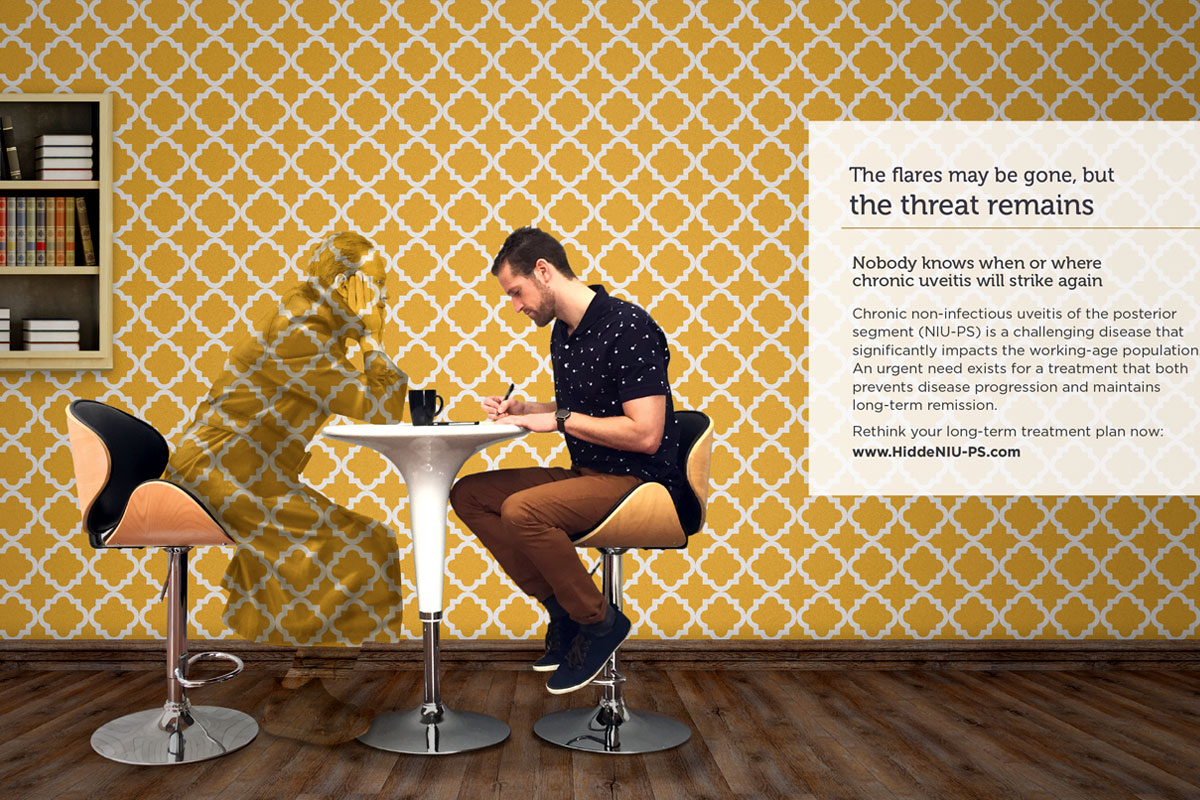 The flares may be gone, but
the threat remains
Nobody knows when or where
chronic uveitis will strike again
Chronic non-infectious uveitis of the posterior
segment (NIU-PS) is a challenging disease that
significantly impacts the working-age population
An urgent need exists for a treatment that both
prevents disease progression and maintains
long-term remission.
Rethink your long-term treatment plan now:
www.HiddeNIU-PS.com